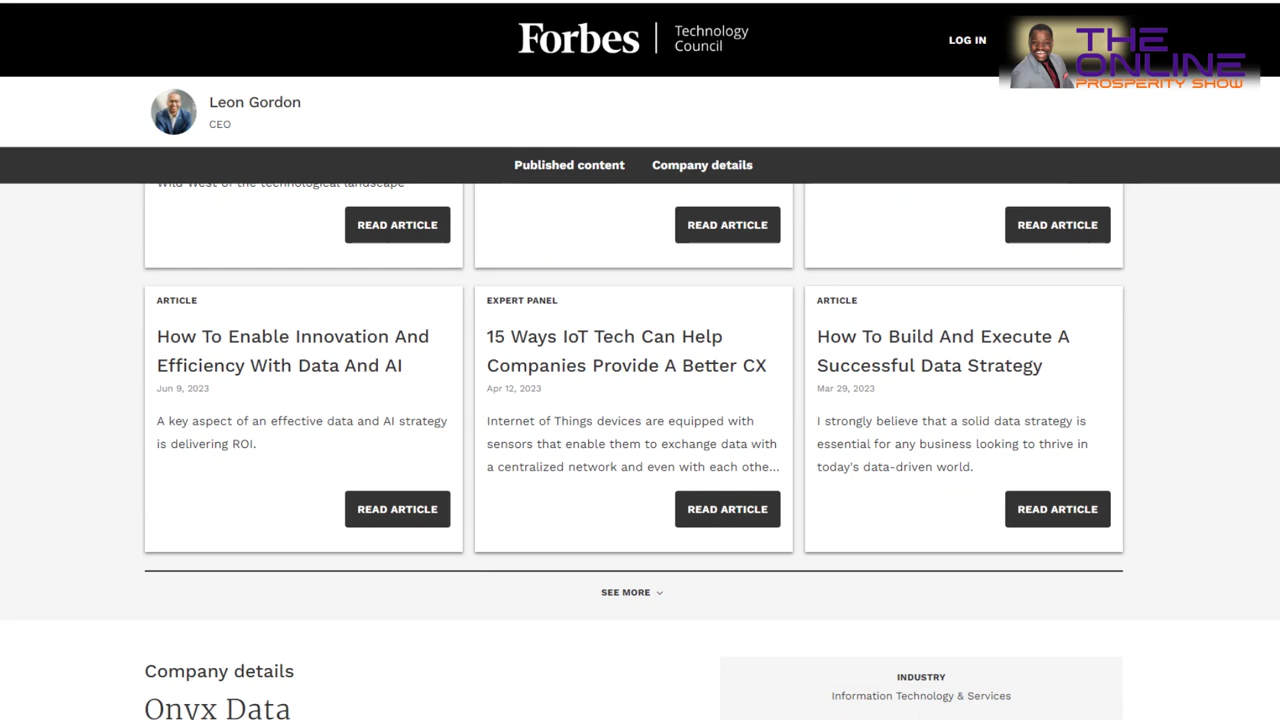 Forbes
Technology
Council
LOG IN
THE
ONLINE
PROSPERITY SHOW
Leon Gordon
CEO
Published content
Company details
Wild West of the technological landscape
READ ARTICLE
READ ARTICLE
READ ARTICLE
ARTICLE
How To Enable Innovation And
Efficiency With Data And AI
Jun 9, 2023
A key aspect of an effective data and AI strategy
is delivering ROI.
READ ARTICLE
EXPERT PANEL
15 Ways IoT Tech Can Help
Companies Provide A Better CX
Apr 12, 2023
Internet of Things devices are equipped with
sensors that enable them to exchange data with
a centralized network and even with each othe...
READ ARTICLE
ARTICLE
How To Build And Execute A
Successful Data Strategy
Mar 29, 2023
I strongly believe that a solid data strategy is
essential for any business looking to thrive in
today's data-driven world.
READ ARTICLE
SEE MORE
Company details
Onyx Data
INDUSTRY
Information Technology & Services